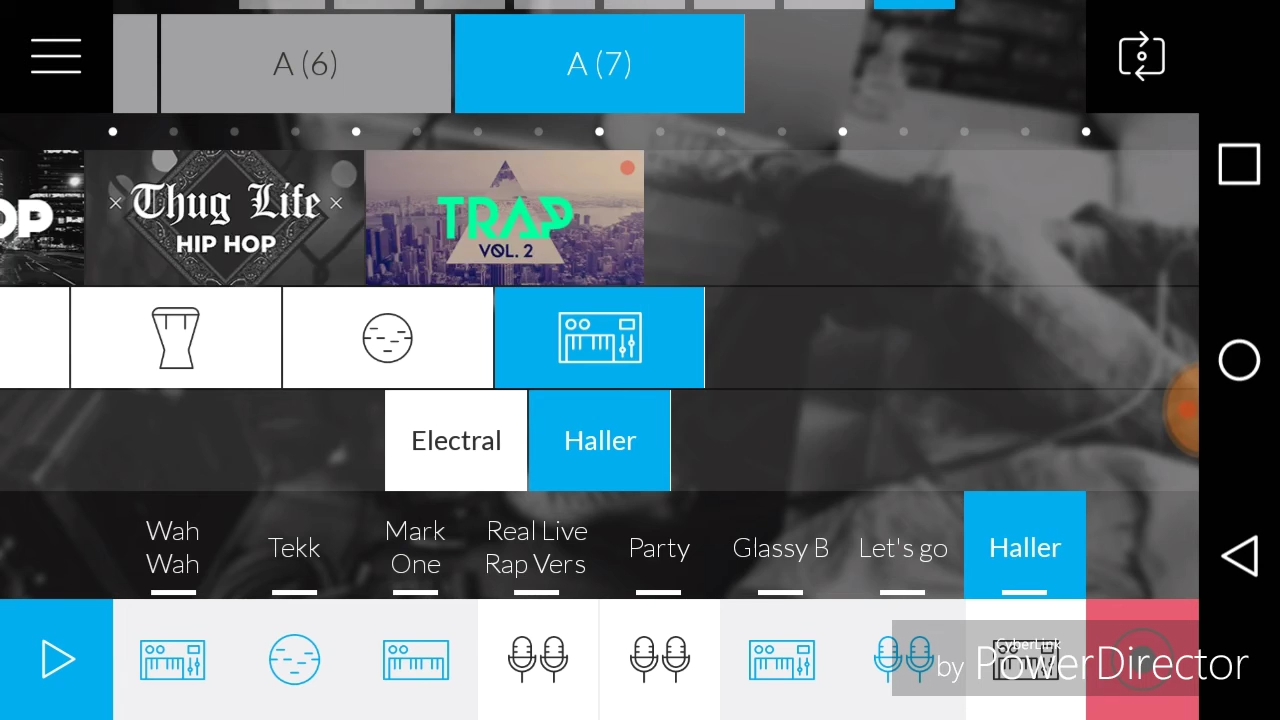 A (6)
A (7)
OP
Thug Life
HIP HOP
TRAP
VOL. 2
Electral
Haller
Wah
Wah
Tekk
Mark
One
Real Live
Rap Vers
Party
Glassy B
Let's go
Haller
CyberLink
by PowerDirector